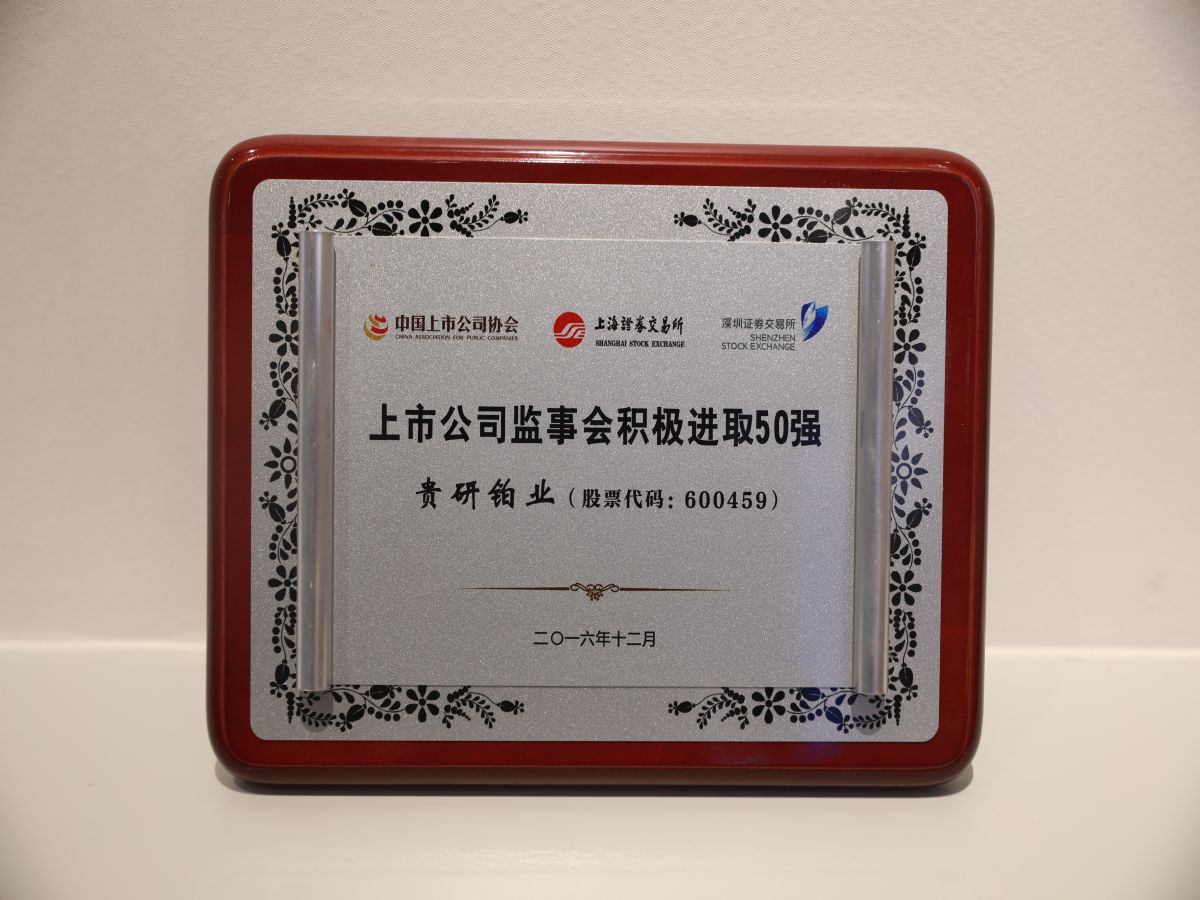 中国上市公司协会
CHINA ASSOCIATION FOR PUBLIC COMPANIES
上海證券交易所
SHANGHAI STOCK EXCHANGE
深圳证券交易所
SHENZHEN
STOCK EXCHANGE
上市公司监事会积极进取50强
贵研铂业（股票代码：600459）
二〇一六年十二月